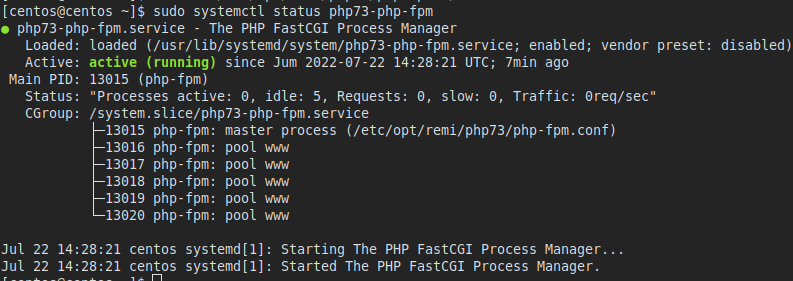 [centos@centos ~]$ sudo systemctl status php73-php-fpm
● php73-php-fpm.service - The PHP FastCGI Process Manager
   Loaded: loaded (/usr/lib/systemd/system/php73-php-fpm.service; enabled; vendor preset: disabled)
   Active: active (running) since Jum 2022-07-22 14:28:21 UTC; 7min ago
 Main PID: 13015 (php-fpm)
   Status: "Processes active: 0, idle: 5, Requests: 0, slow: 0, Traffic: 0req/sec"
   CGroup: /system.slice/php73-php-fpm.service
           ├─13015 php-fpm: master process (/etc/opt/remi/php73/php-fpm.conf)
           ├─13016 php-fpm: pool www
           ├─13017 php-fpm: pool www
           ├─13018 php-fpm: pool www
           ├─13019 php-fpm: pool www
           └─13020 php-fpm: pool www

Jul 22 14:28:21 centos systemd[1]: Starting The PHP FastCGI Process Manager...
Jul 22 14:28:21 centos systemd[1]: Started The PHP FastCGI Process Manager.
[centos@centos ~]$